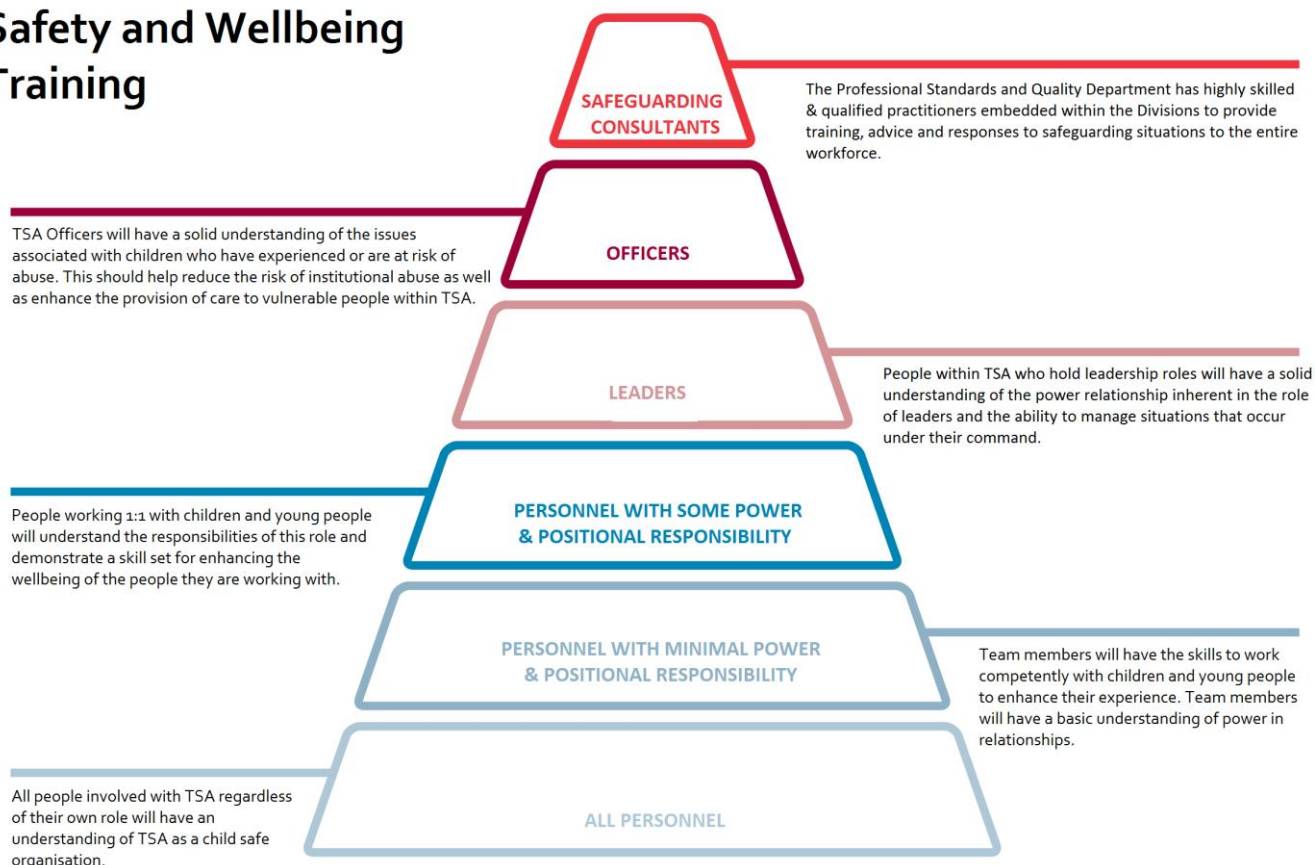 Safety and Wellbeing
Training
SAFEGUARDING
CONSULTANTS
The Professional Standards and Quality Department has highly skilled
& qualified practitioners embedded within the Divisions to provide
training, advice and responses to safeguarding situations to the entire
workforce.
TSA Officers will have a solid understanding of the issues
associated with children who have experienced or are at risk of
abuse. This should help reduce the risk of institutional abuse as well
as enhance the provision of care to vulnerable people within TSA.
OFFICERS
LEADERS
People within TSA who hold leadership roles will have a solid
understanding of the power relationship inherent in the role
of leaders and the ability to manage situations that occur
under their command.
People working 1:1 with children and young people
will understand the responsibilities of this role and
demonstrate a skill set for enhancing the
wellbeing of the people they are working with.
PERSONNEL WITH SOME POWER
& POSITIONAL RESPONSIBILITY
PERSONNEL WITH MINIMAL POWER
& POSITIONAL RESPONSIBILITY
Team members will have the skills to work
competently with children and young people
to enhance their experience. Team members
will have a basic understanding of power in
relationships.
All people involved with TSA regardless
of their own role will have an
understanding of TSA as a child safe
organisation.
ALL PERSONNEL